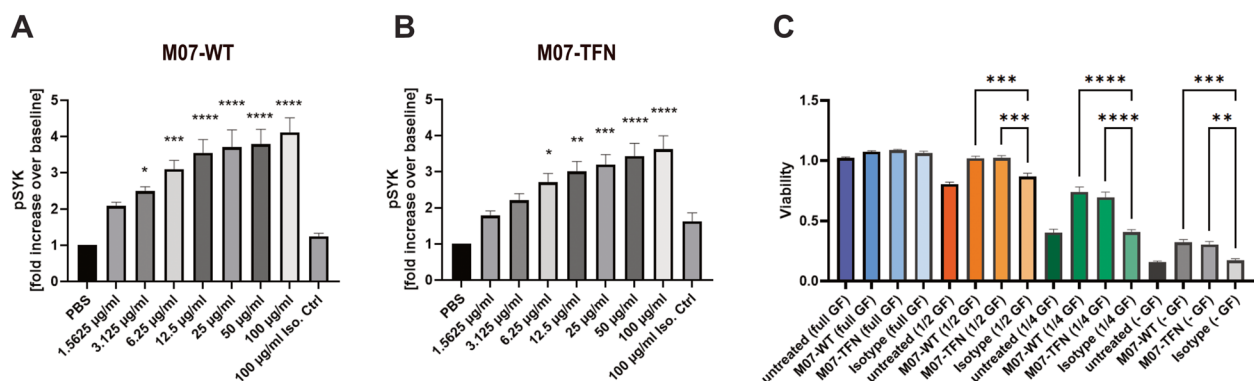 A
M07-WT
pSYK
[fold increase over baseline]
5
4
3
2
1
0
*
***
****
****
****
****
PBS
1.5625 µg/ml
3.125 µg/ml
6.25 µg/ml
12.5 µg/ml
25 µg/ml
50 µg/ml
100 µg/ml
100 µg/ml Iso. Ctrl
B
M07-TFN
pSYK
[fold increase over baseline]
5
4
3
2
1
0
*
**
***
****
****
PBS
1.5625 µg/ml
3.125 µg/ml
6.25 µg/ml
12.5 µg/ml
25 µg/ml
50 µg/ml
100 µg/ml
100 µg/ml Iso. Ctrl
C
Viability
1.5
1.0
0.5
0.0
***
***
****
****
***
**
untreated (full GF)
M07-WT (full GF)
M07-TFN (full GF)
Isotype (full GF)
untreated (1/2 GF)
M07-WT (1/2 GF)
M07-TFN (1/2 GF)
Isotype (1/2 GF)
untreated (1/4 GF)
M07-WT (1/4 GF)
M07-TFN (1/4 GF)
Isotype (1/4 GF)
untreated (- GF)
M07-WT (- GF)
M07-TFN (- GF)
Isotype (- GF)